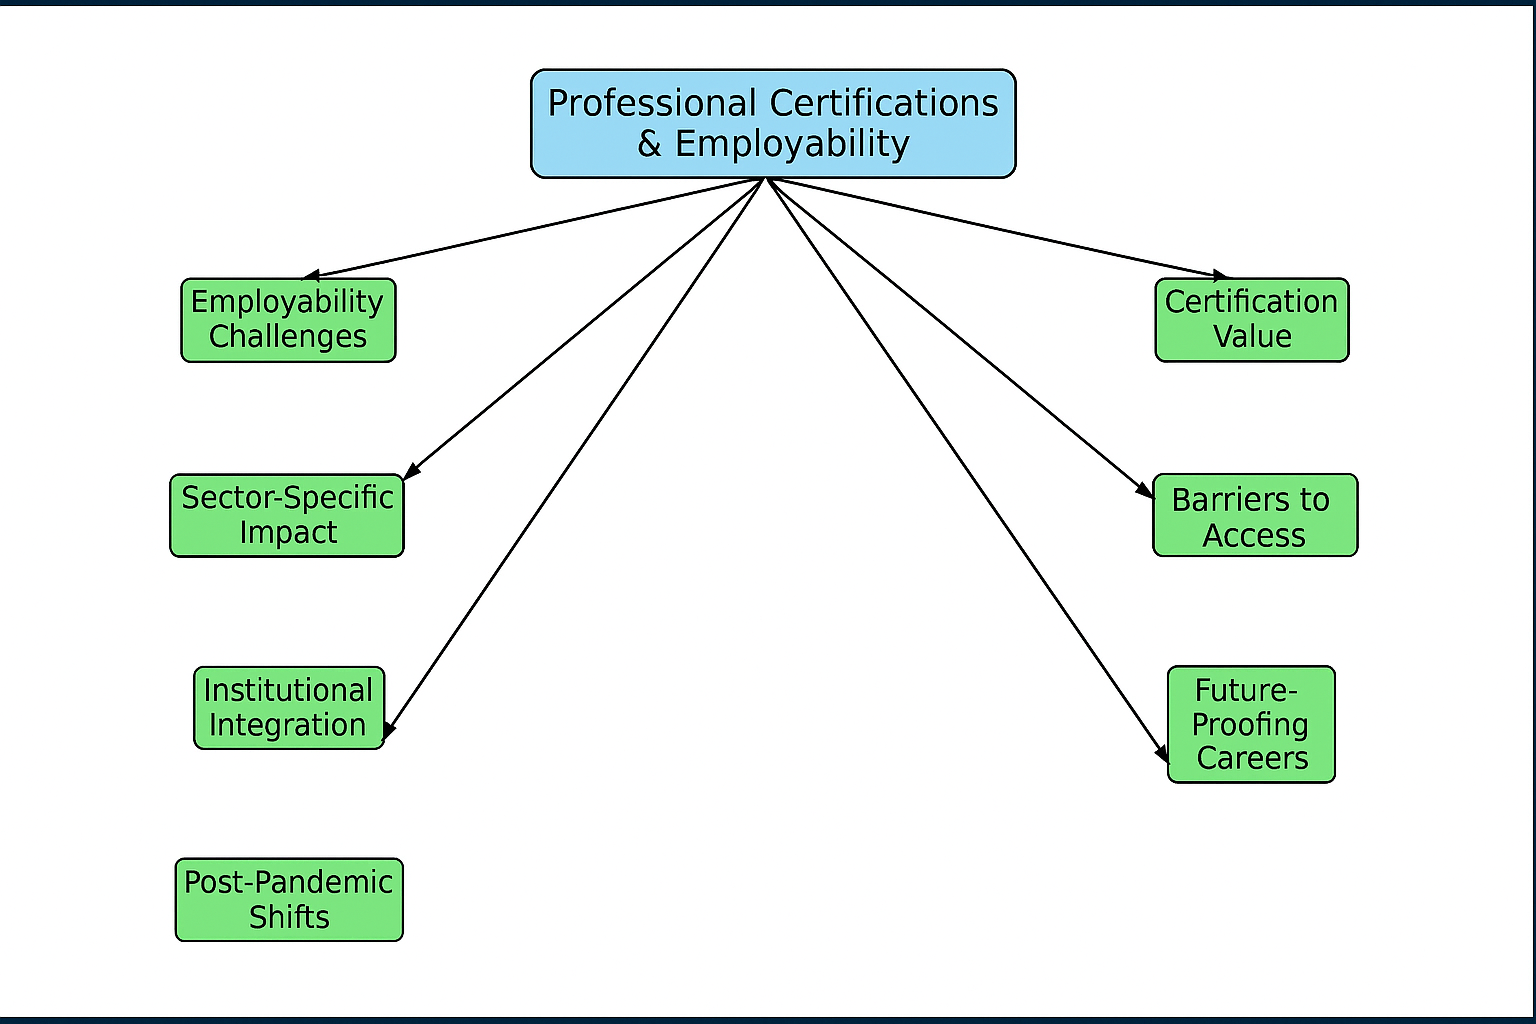 Professional Certifications
& Employability
Employability
Challenges
Certification
Value
Sector-Specific
Impact
Barriers to
Access
Institutional
Integration
Future-
Proofing
Careers
Post-Pandemic
Shifts